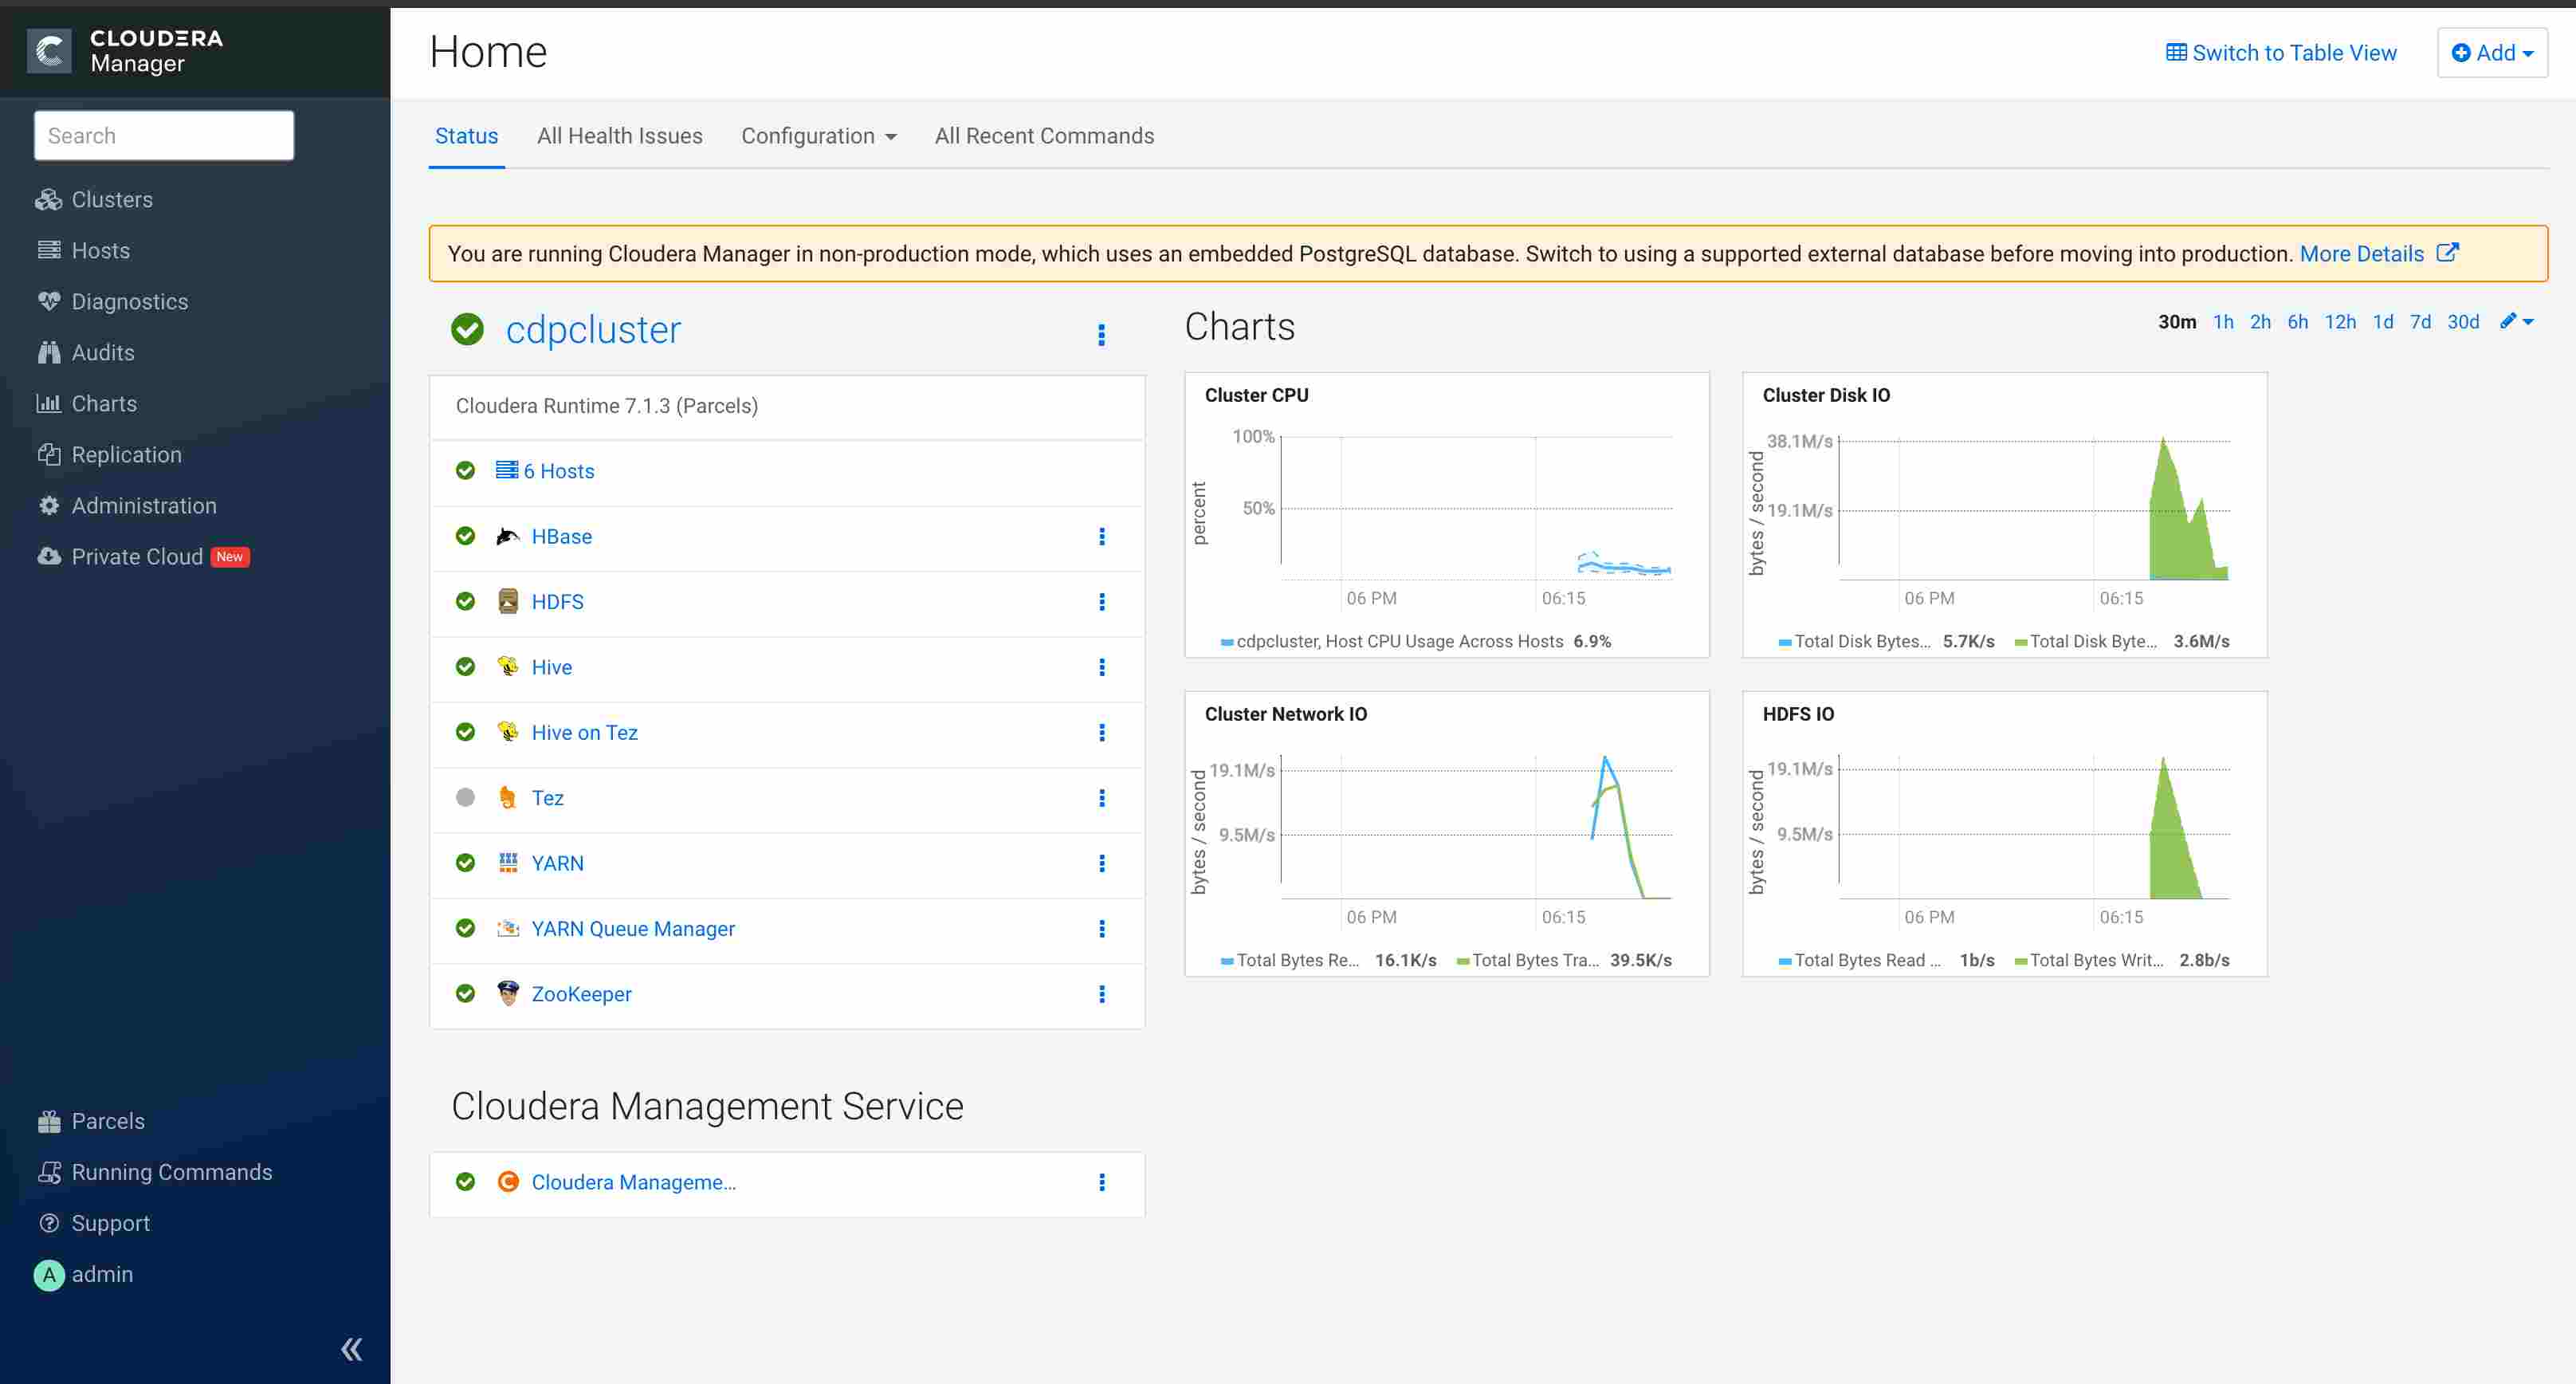 CLOUDERA
Manager
Search
Clusters
Hosts
Diagnostics
Audits
Charts
Replication
Administration
Private Cloud New
Parcels
Running Commands
Support
A admin
Home
Switch to Table View
Add
Status All Health Issues Configuration All Recent Commands
You are running Cloudera Manager in non-production mode, which uses an embedded PostgreSQL database. Switch to using a supported external database before moving into production. More Details
cdpcluster
Cloudera Runtime 7.1.3 (Parcels)
6 Hosts
HBase
HDFS
Hive
Hive on Tez
Tez
YARN
YARN Queue Manager
ZooKeeper
Cloudera Management Service
Cloudera Manageme...
Charts
30m 1h 2h 6h 12h 1d 7d 30d
Cluster CPU
percent
100%
50%
06 PM 06:15
cdpcluster, Host CPU Usage Across Hosts 6.9%
Cluster Disk IO
bytes / second
38.1M/s
19.1M/s
06 PM 06:15
Total Disk Bytes... 5.7K/s Total Disk Byte... 3.6M/s
Cluster Network IO
bytes / second
19.1M/s
9.5M/s
06 PM 06:15
Total Bytes Re... 16.1K/s Total Bytes Tra... 39.5K/s
HDFS IO
bytes / second
19.1M/s
9.5M/s
06 PM 06:15
Total Bytes Read ... 1b/s Total Bytes Writ... 2.8b/s